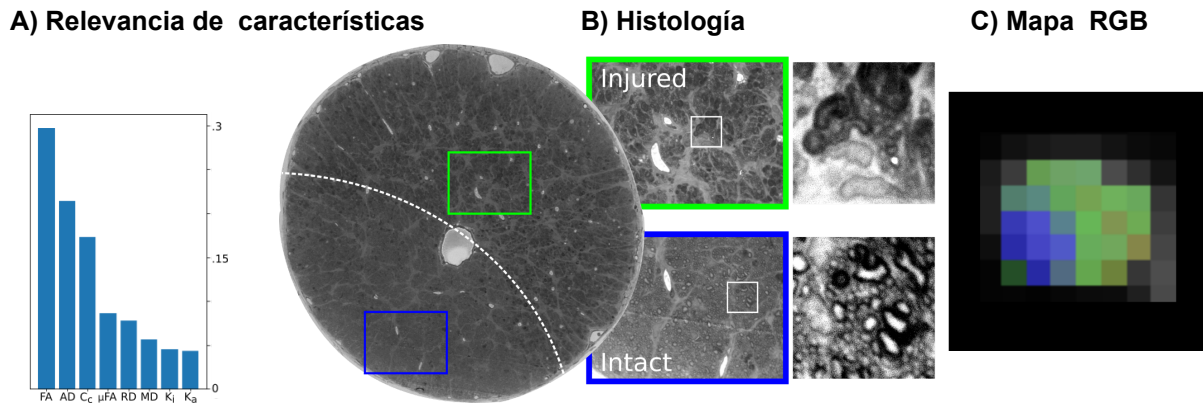 A) Relevancia de características
B) Histología
C) Mapa RGB
.3
.15
0
FA AD Cc μFA RD MD Ki Ka
Injured
Intact